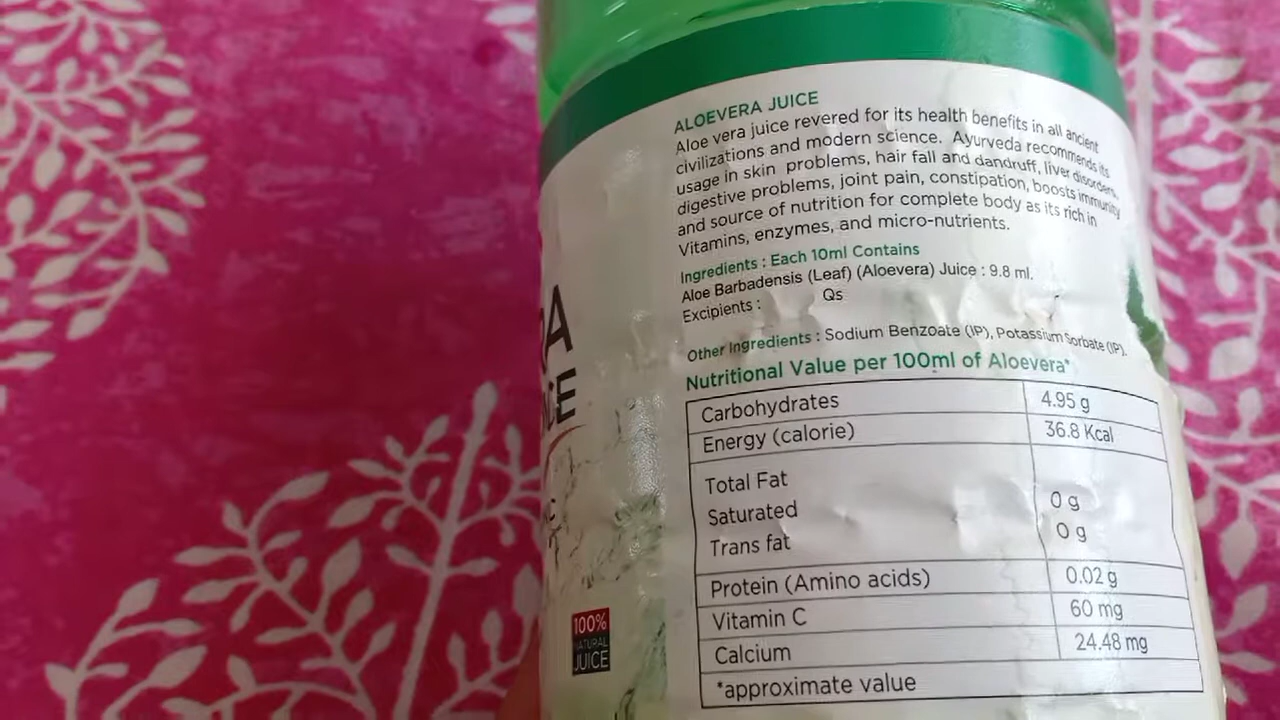 ALOEVERA JUICE
Aloe vera juice revered for its health benefits in all ancient
civilizations and modern science. Ayurveda recommends its
usage in skin problems, hair fall and dandruff, liver disorders,
digestive problems, joint pain, constipation, boosts immunity
and source of nutrition for complete body as its rich in
Vitamins, enzymes, and micro-nutrients.
Ingredients : Each 10ml Contains
Aloe Barbadensis (Leaf) (Aloevera) Juice : 9.8 ml.
Excipients : Qs
Other Ingredients : Sodium Benzoate (IP), Potassium Sorbate (IP).
Nutritional Value per 100ml of Aloevera*
Carbohydrates 4.95 g
Energy (calorie) 36.8 Kcal
Total Fat
Saturated 0 g
Trans fat 0 g
Protein (Amino acids) 0.02 g
Vitamin C 60 mg
Calcium 24.48 mg
*approximate value
100%
NATURAL
JUICE